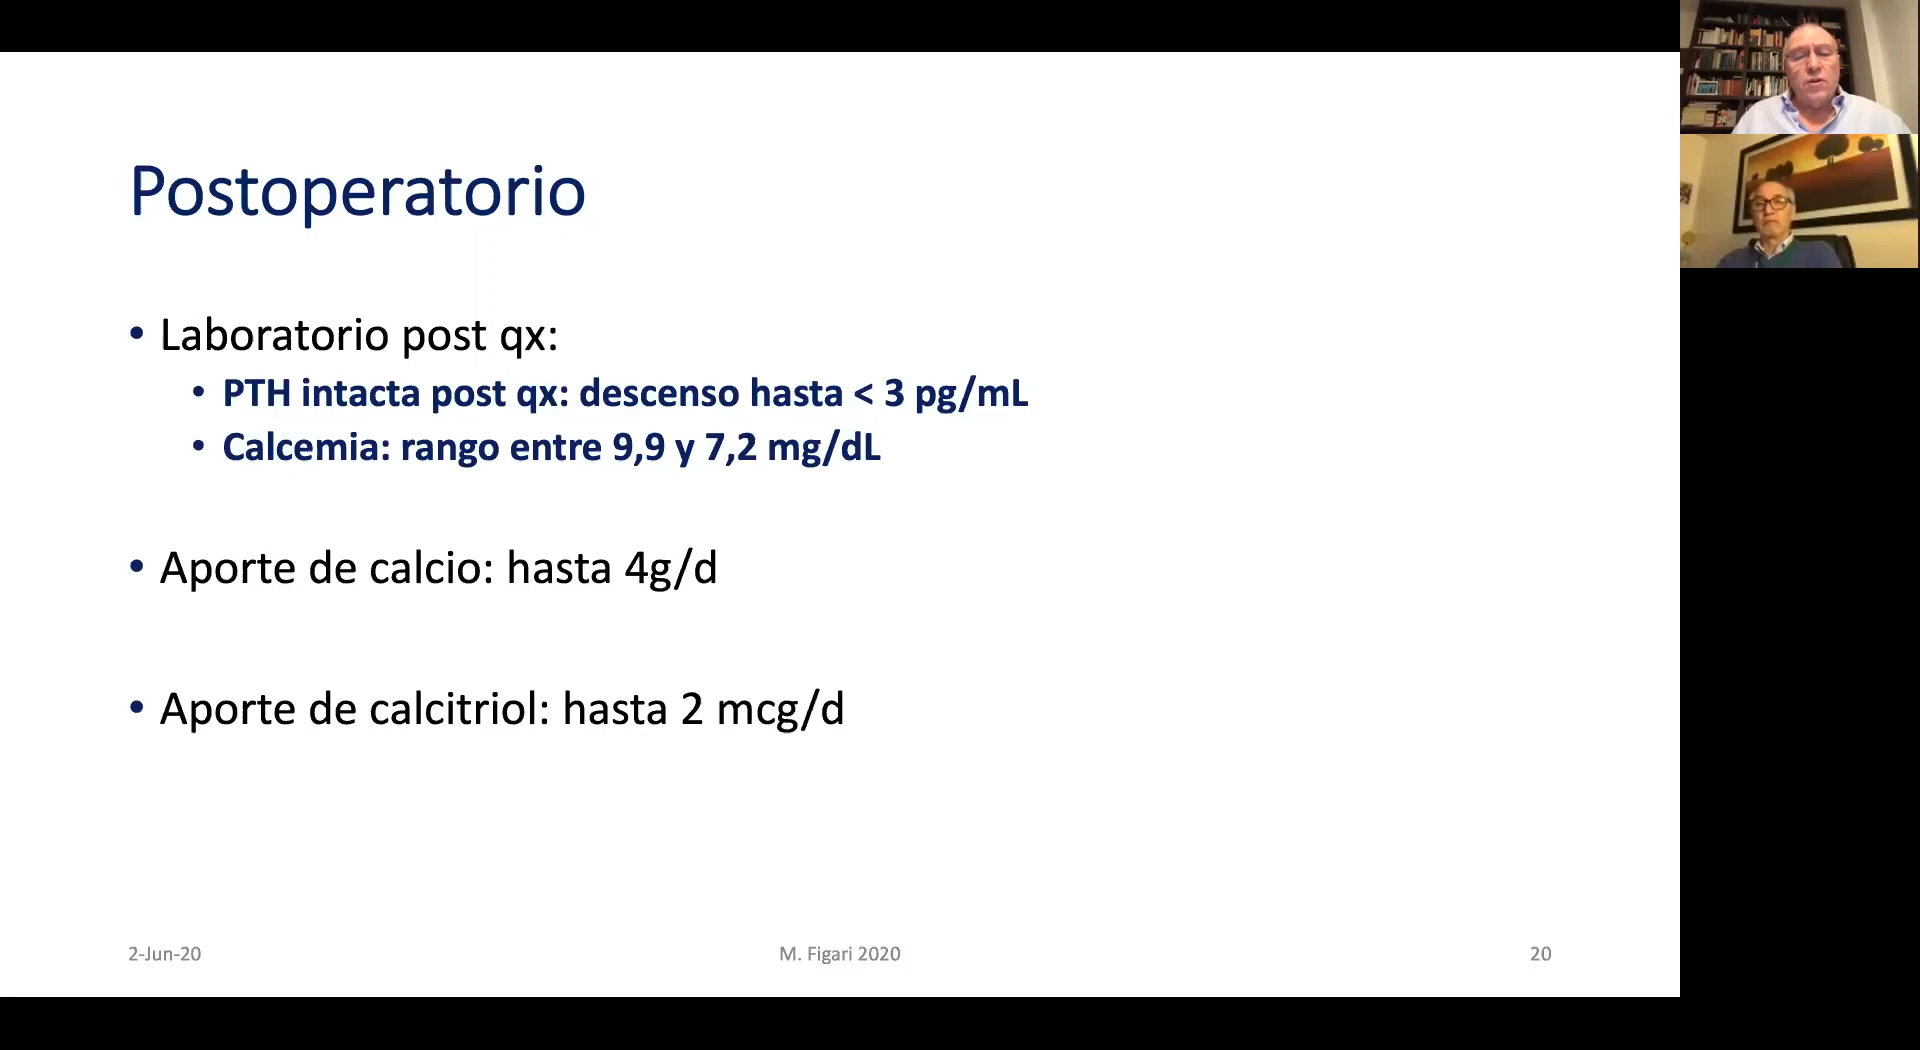 Postoperatorio
• Laboratorio post qx:
• PTH intacta post qx: descenso hasta < 3 pg/mL
• Calcemia: rango entre 9,9 y 7,2 mg/dL
• Aporte de calcio: hasta 4g/d
• Aporte de calcitriol: hasta 2 mcg/d
2-Jun-20
M. Figari 2020
20